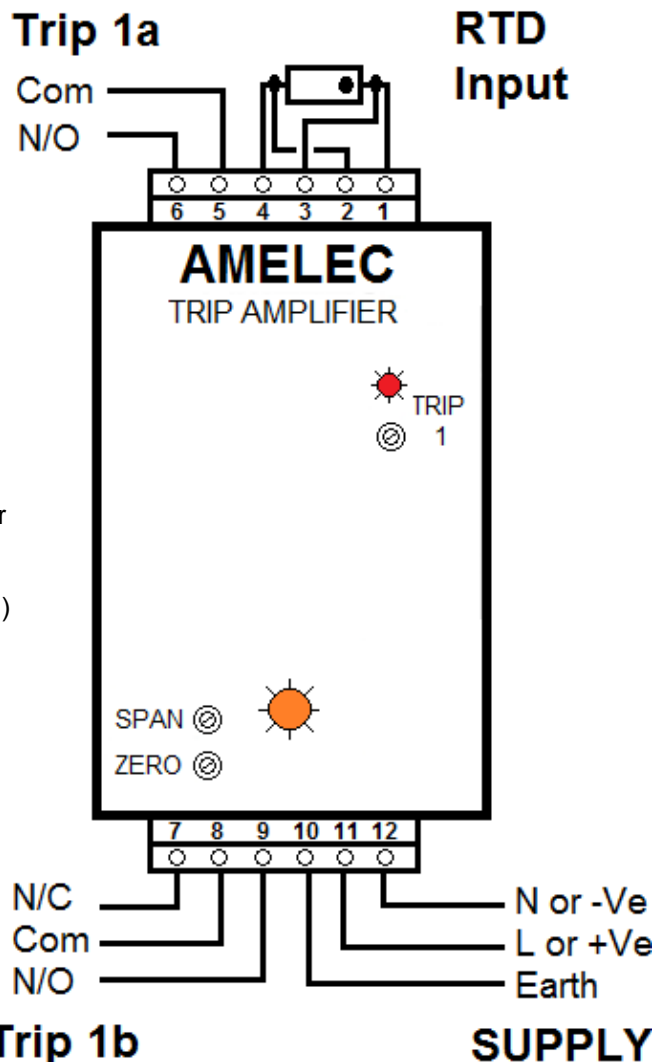 Trip 1a
RTD
Input
Com
N/O
6 5 4 3 2 1
AMELEC
TRIP AMPLIFIER
TRIP
1
r
)
SPAN
ZERO
7 8 9 10 11 12
N/C
Com
N/O
N or -Ve
L or +Ve
Earth
Trip 1b
SUPPLY